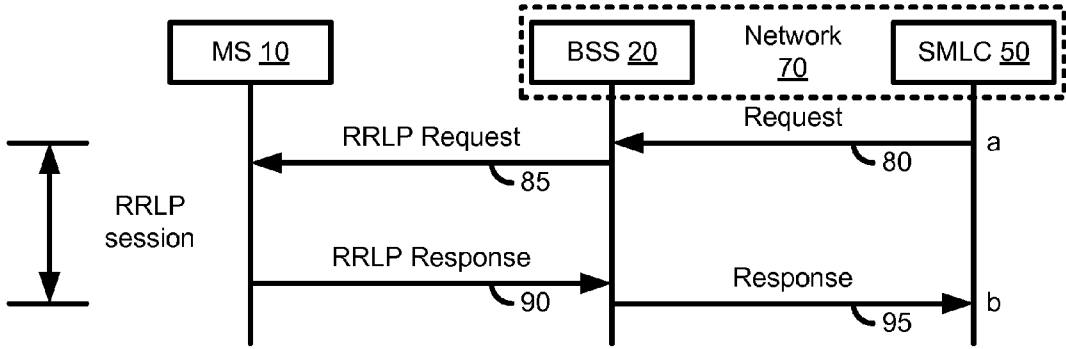 MS 10
BSS 20
Network
70
SMLC 50
Request
a
80
RRLP Request
85
RRLP
session
RRLP Response
90
Response
b
95